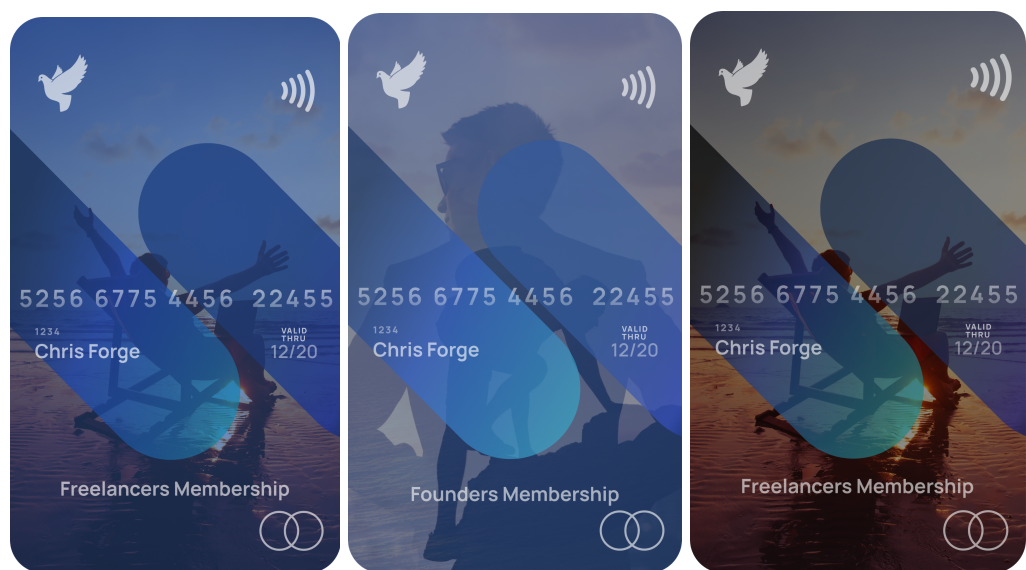 5256 6775 4456 22455
1234
VALID
THRU
Chris Forge
12/20
Freelancers Membership
5256 6775 4456 22455
1234
VALID
THRU
Chris Forge
12/20
Founders Membership
5256 6775 4456 22455
1234
VALID
THRU
Chris Forge
12/20
Freelancers Membership